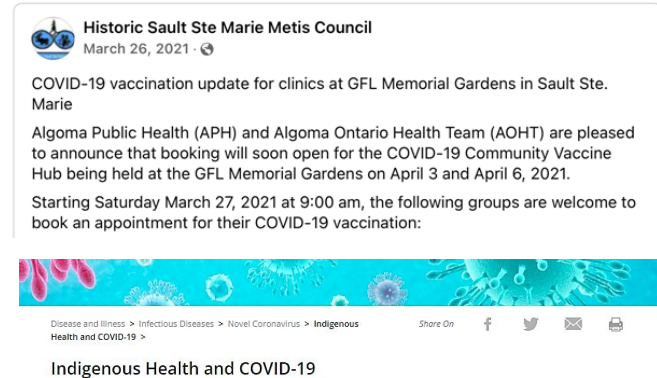 Historic Sault Ste Marie Metis Council
March 26, 2021 ·
COVID-19 vaccination update for clinics at GFL Memorial Gardens in Sault Ste.
Marie
Algoma Public Health (APH) and Algoma Ontario Health Team (AOHT) are pleased
to announce that booking will soon open for the COVID-19 Community Vaccine
Hub being held at the GFL Memorial Gardens on April 3 and April 6, 2021.
Starting Saturday March 27, 2021 at 9:00 am, the following groups are welcome to
book an appointment for their COVID-19 vaccination:
Disease and Illness > Infectious Diseases > Novel Coronavirus > Indigenous
Health and COVID-19 >
Share On
Indigenous Health and COVID-19